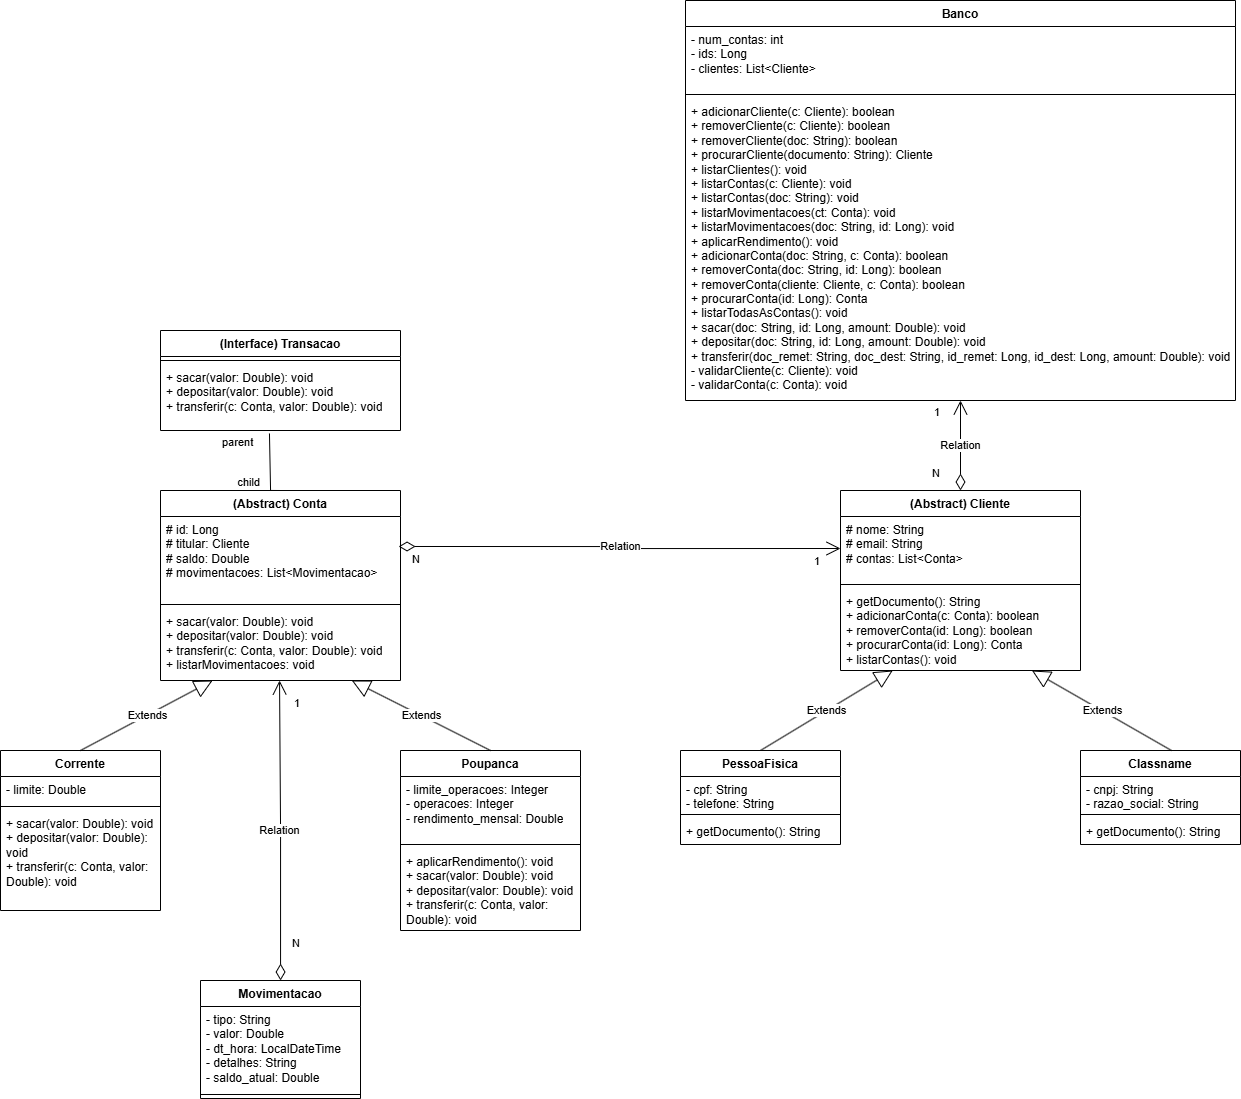 Banco
- num_contas: int
- ids: Long
- clientes: List<Cliente>
+ adicionarCliente(c: Cliente): boolean
+ removerCliente(c: Cliente): boolean
+ removerCliente(doc: String): boolean
+ procurarCliente(documento: String): Cliente
+ listarClientes(): void
+ listarContas(c: Cliente): void
+ listarContas(doc: String): void
+ listarMovimentacoes(ct: Conta): void
+ listarMovimentacoes(doc: String, id: Long): void
+ aplicarRendimento(): void
+ adicionarConta(doc: String, c: Conta): boolean
+ removerConta(doc: String, id: Long): boolean
+ removerConta(cliente: Cliente, c: Conta): boolean
+ procurarConta(id: Long): Conta
+ listarTodasAsContas(): void
+ sacar(doc: String, id: Long, amount: Double): void
+ depositar(doc: String, id: Long, amount: Double): void
+ transferir(doc_remet: String, doc_dest: String, id_remet: Long, id_dest: Long, amount: Double): void
- validarCliente(c: Cliente): void
- validarConta(c: Conta): void
(Interface) Transacao
+ sacar(valor: Double): void
+ depositar(valor: Double): void
+ transferir(c: Conta, valor: Double): void
parent
child
1
Relation
N
(Abstract) Conta
# id: Long
# titular: Cliente
# saldo: Double
# movimentacoes: List<Movimentacao>
+ sacar(valor: Double): void
+ depositar(valor: Double): void
+ transferir(c: Conta, valor: Double): void
+ listarMovimentacoes: void
N
Relation
1
(Abstract) Cliente
# nome: String
# email: String
# contas: List<Conta>
+ getDocumento(): String
+ adicionarConta(c: Conta): boolean
+ removerConta(id: Long): boolean
+ procurarConta(id: Long): Conta
+ listarContas(): void
Extends
1
Extends
Extends
Extends
Corrente
- limite: Double
+ sacar(valor: Double): void
+ depositar(valor: Double):
void
+ transferir(c: Conta, valor:
Double): void
Relation
N
Poupanca
- limite_operacoes: Integer
- operacoes: Integer
- rendimento_mensal: Double
+ aplicarRendimento(): void
+ sacar(valor: Double): void
+ depositar(valor: Double): void
+ transferir(c: Conta, valor:
Double): void
PessoaFisica
- cpf: String
- telefone: String
+ getDocumento(): String
Classname
- cnpj: String
- razao_social: String
+ getDocumento(): String
Movimentacao
- tipo: String
- valor: Double
- dt_hora: LocalDateTime
- detalhes: String
- saldo_atual: Double